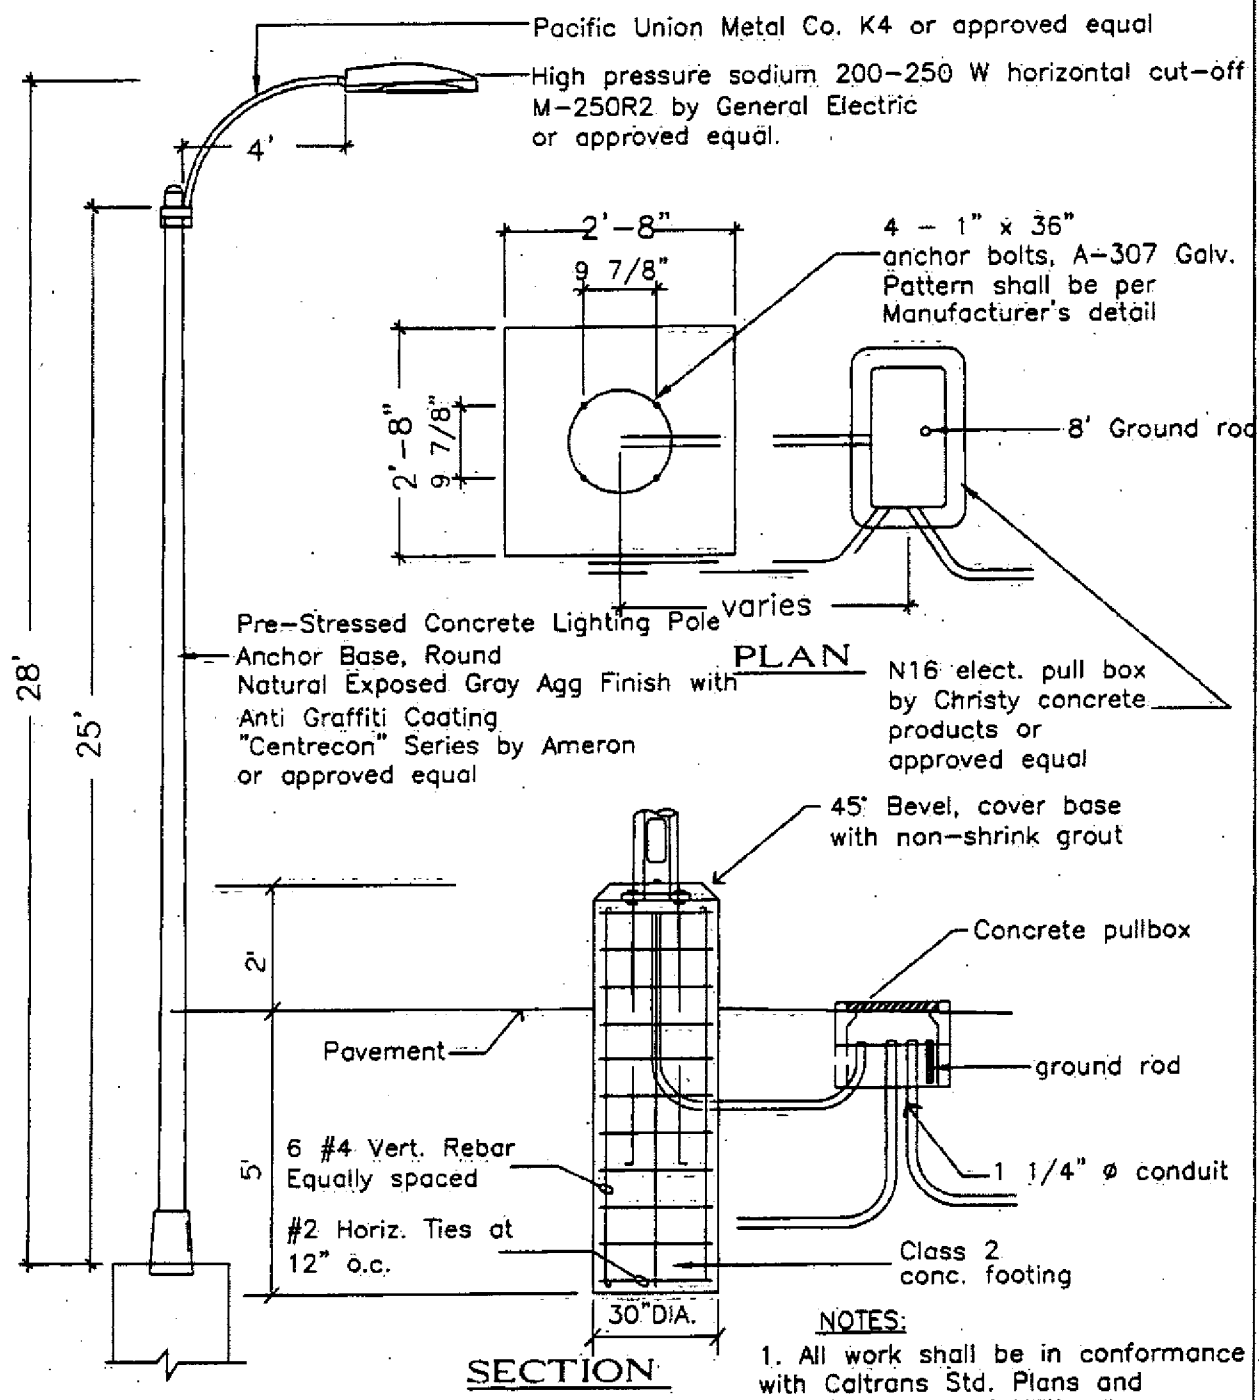 Pacific Union Metal Co. K4 or approved equal
High pressure sodium 200-250 W horizontal cut-off
M-250R2 by General Electric
or approved equal.
4'
28'
25'
2'-8"
9 7/8"
2'-8"
9 7/8"
4 - 1" x 36"
anchor bolts, A-307 Galv.
Pattern shall be per
Manufacturer's detail
8' Ground rod
varies
PLAN
Pre-Stressed Concrete Lighting Pole
Anchor Base, Round
Natural Exposed Gray Agg Finish with
Anti Graffiti Coating
"Centrecon" Series by Ameron
or approved equal
N16 elect. pull box
by Christy concrete
products or
approved equal
45° Bevel, cover base
with non-shrink grout
2'
Concrete pullbox
Pavement
ground rod
5'
6 #4 Vert. Rebar
Equally spaced
1 1/4" ø conduit
#2 Horiz. Ties at
12" o.c.
Class 2
conc. footing
30"DIA.
SECTION
NOTES:
1. All work shall be in conformance
with Caltrans Std. Plans and